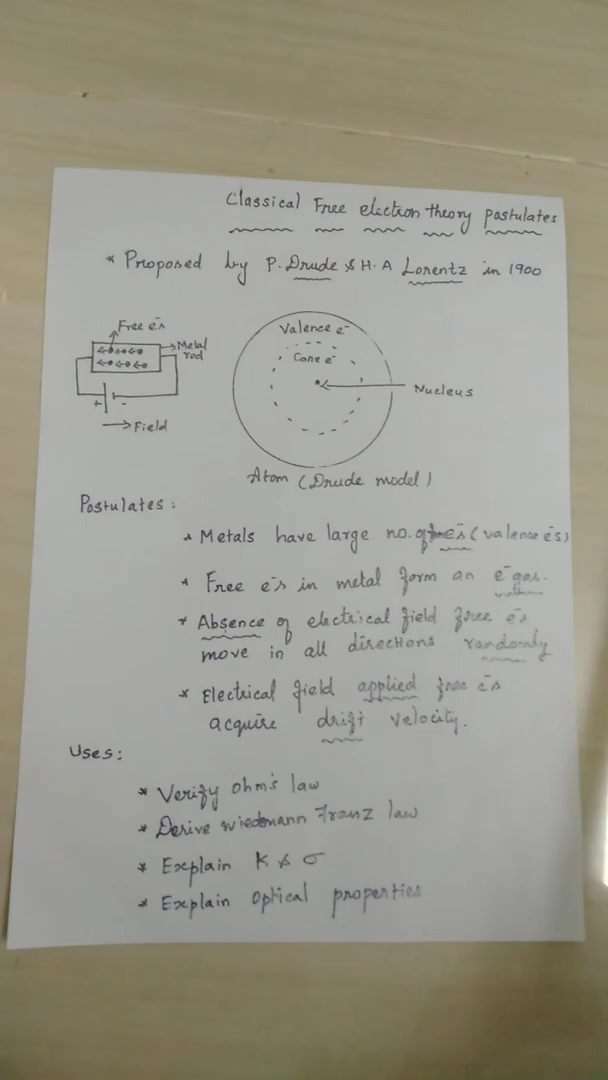 Classical Free electron theory postulates
* Proposed by P. Drude & H.A Lorentz in 1900
Free e⁻s
Metal rod
+ -
→ Field
Valence e⁻
Core e⁻
Nucleus
Atom (Drude model)
Postulates:
* Metals have large no. of e⁻s (valence e⁻s)
* Free e⁻s in metal form an e⁻ gas.
* Absence of electrical field free e⁻s
move in all directions randomly
* Electrical field applied free e⁻s
acquire drift velocity.
Uses:
* Verify ohm's law
* Derive wiedemann Franz law
* Explain K & σ
* Explain Optical properties